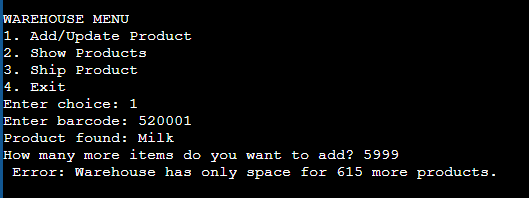 WAREHOUSE MENU
1. Add/Update Product
2. Show Products
3. Ship Product
4. Exit
Enter choice: 1
Enter barcode: 520001
Product found: Milk
How many more items do you want to add? 5999
Error: Warehouse has only space for 615 more products.